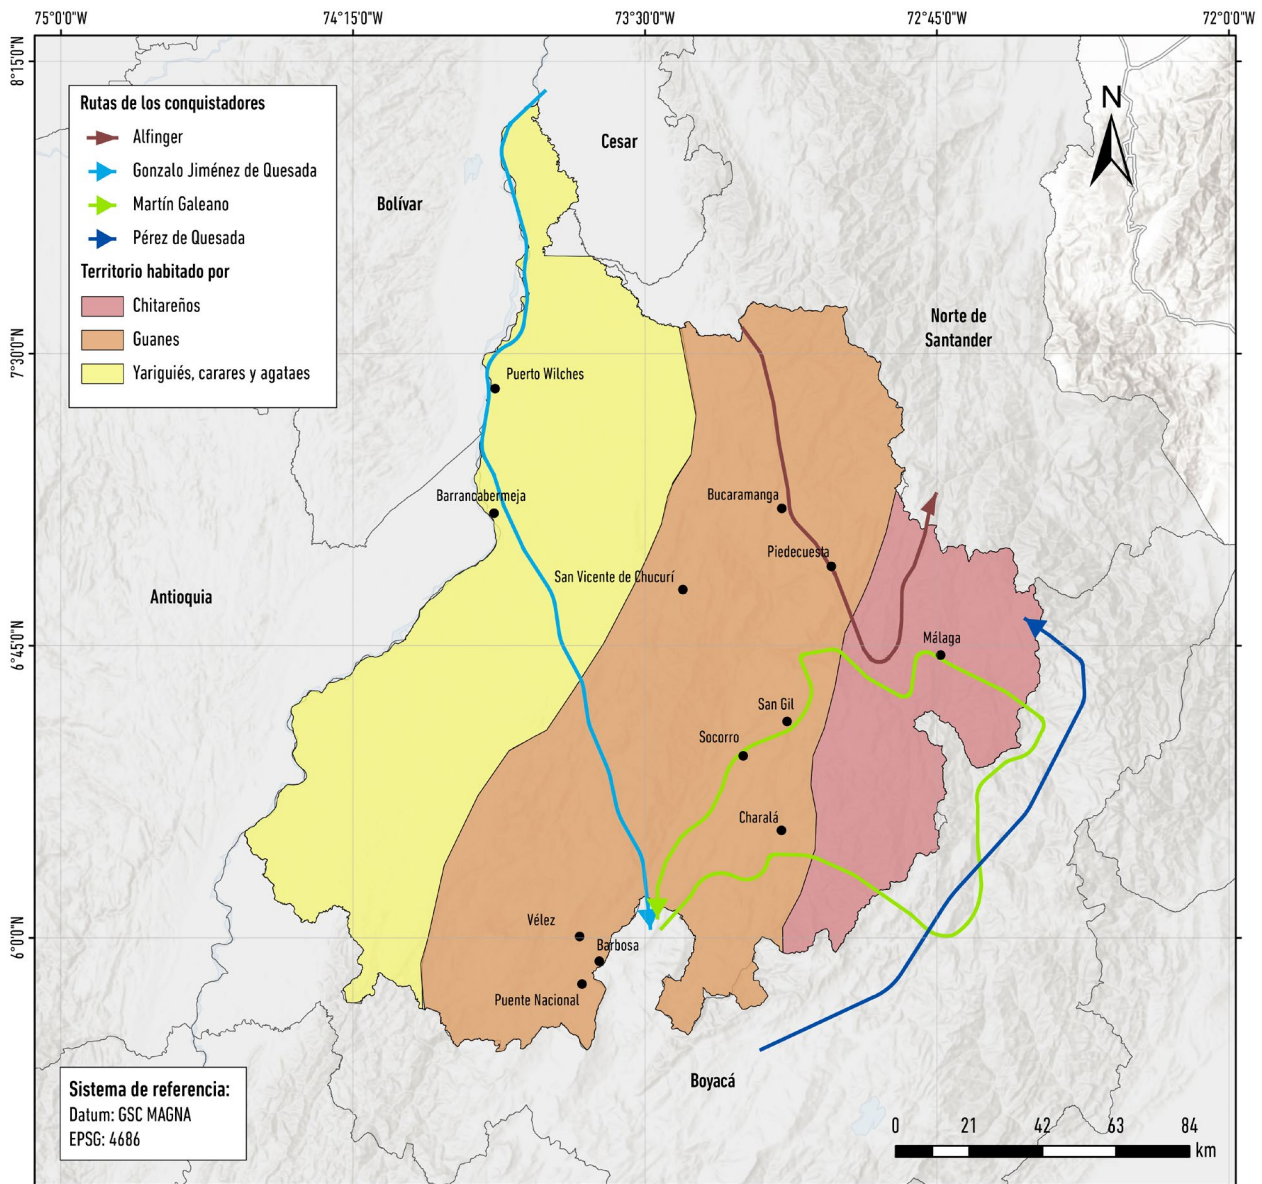 75°0'0"W
74°15'0"W
73°30'0"W
72°45'0"W
72°0'0"W
8°15'0"N
7°30'0"N
6°45'0"N
6°0'0"N
Rutas de los conquistadores
Alfinger
Gonzalo Jiménez de Quesada
Martín Galeano
Pérez de Quesada
Territorio habitado por
Chitareños
Guanes
Yariguiés, carares y agataes
N
Cesar
Bolívar
Norte de
Santander
Puerto Wilches
Bucaramanga
Barrancabermeja
Piedecuesta
San Vicente de Chucurí
Antioquia
Málaga
San Gil
Socorro
Charalá
Vélez
Barbosa
Puente Nacional
Boyacá
Sistema de referencia:
Datum: GSC MAGNA
EPSG: 4686
0 21 42 63 84
km